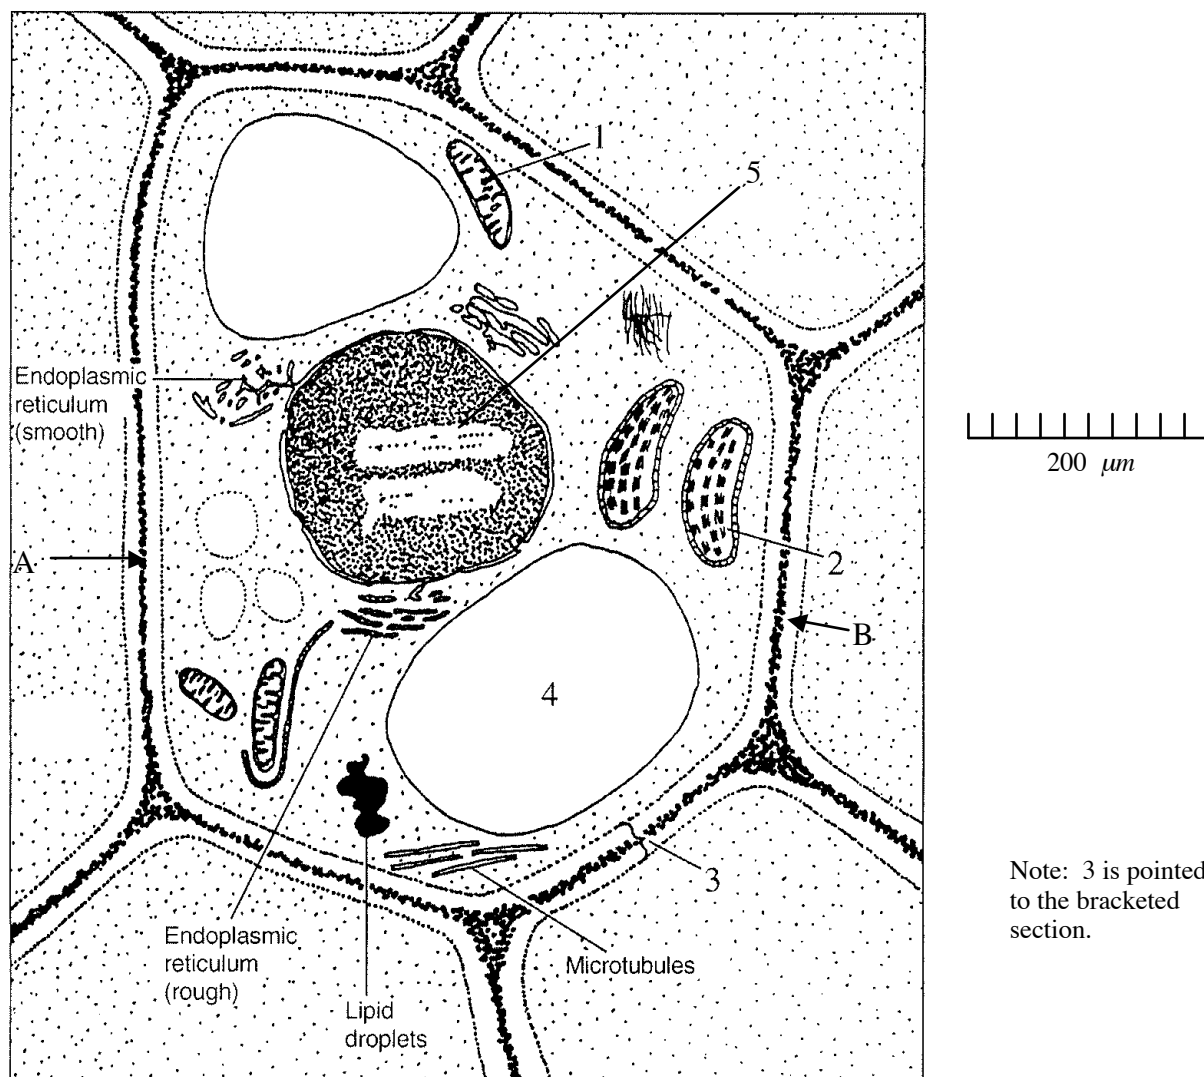 1
5
Endoplasmic
reticulum
(smooth)
200 μm
A
2
B
4
3
Note: 3 is pointed
to the bracketed
section.
Endoplasmic
reticulum
(rough)
Microtubules
Lipid
droplets